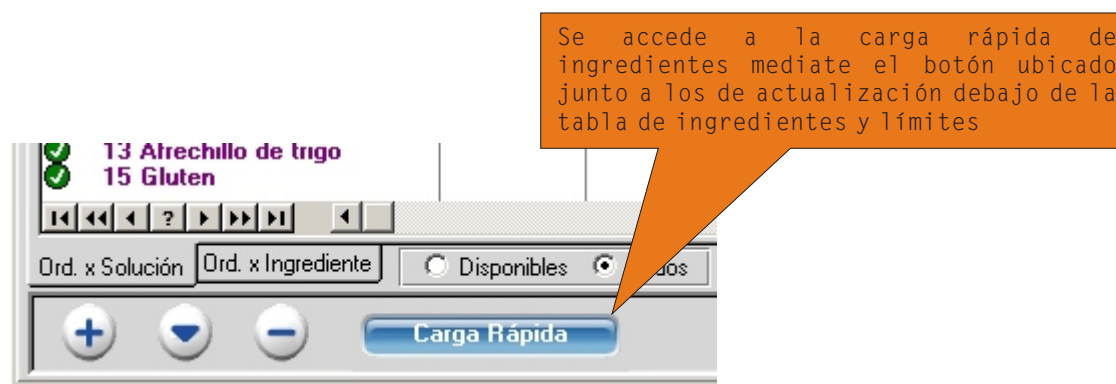 Se accede a la carga rápida de
ingredientes mediate el botón ubicado
junto a los de actualización debajo de la
tabla de ingredientes y límites
13 Afrechillo de trigo
15 Gluten
?
Ord. x Solución Ord. x Ingrediente Disponibles
Carga Rápida